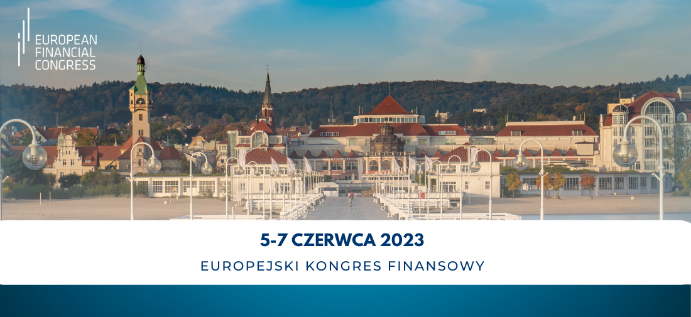 EUROPEAN
FINANCIAL
CONGRESS
5-7 CZERWCA 2023
EUROPEJSKI KONGRES FINANSOWY